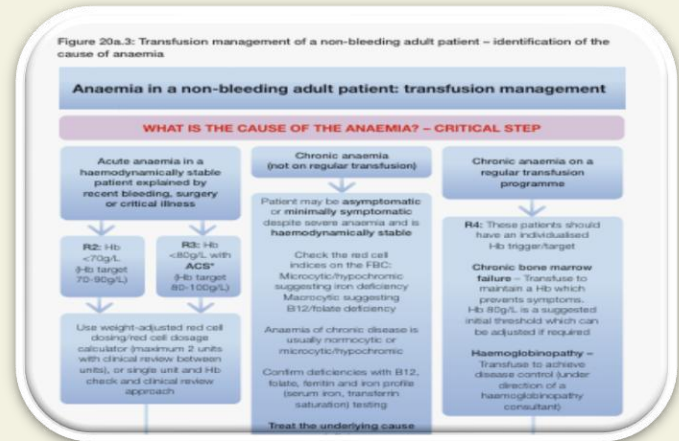 Figure 20a.3: Transfusion management of a non-bleeding adult patient – identification of the
cause of anaemia
Anaemia in a non-bleeding adult patient: transfusion management
WHAT IS THE CAUSE OF THE ANAEMIA? – CRITICAL STEP
Acute anaemia in a
haemodynamically stable
patient explained by
recent bleeding, surgery
or critical illness
R2: Hb
<70g/L
(Hb target
70-90g/L)
R3: Hb
<80g/L with
ACS*
(Hb target
80-100g/L)
Use weight-adjusted red cell
dosing/red cell dosage
calculator (maximum 2 units
with clinical review between
units), or single unit and Hb
check and clinical review
approach
Chronic anaemia
(not on regular transfusion)
Patient may be asymptomatic
or minimally symptomatic
despite severe anaemia and is
haemodynamically stable
Check the red cell
indices on the FBC:
Microcytic/hypochromic
suggesting iron deficiency
Macrocytic suggesting
B12/folate deficiency
Anaemia of chronic disease is
usually normocytic or
microcytic/hypochromic
Confirm deficiencies with B12,
folate, ferritin and iron profile
(serum iron, transferrin
saturation) testing
Treat the underlying cause
Chronic anaemia on a
regular transfusion
programme
R4: These patients should
have an individualised
Hb trigger/target
Chronic bone marrow
failure – Transfuse to
maintain a Hb which
prevents symptoms.
Hb 80g/L is a suggested
initial threshold which can
be adjusted if required
Haemoglobinopathy –
Transfuse to achieve
disease control (under
direction of a
haemoglobinopathy
consultant)